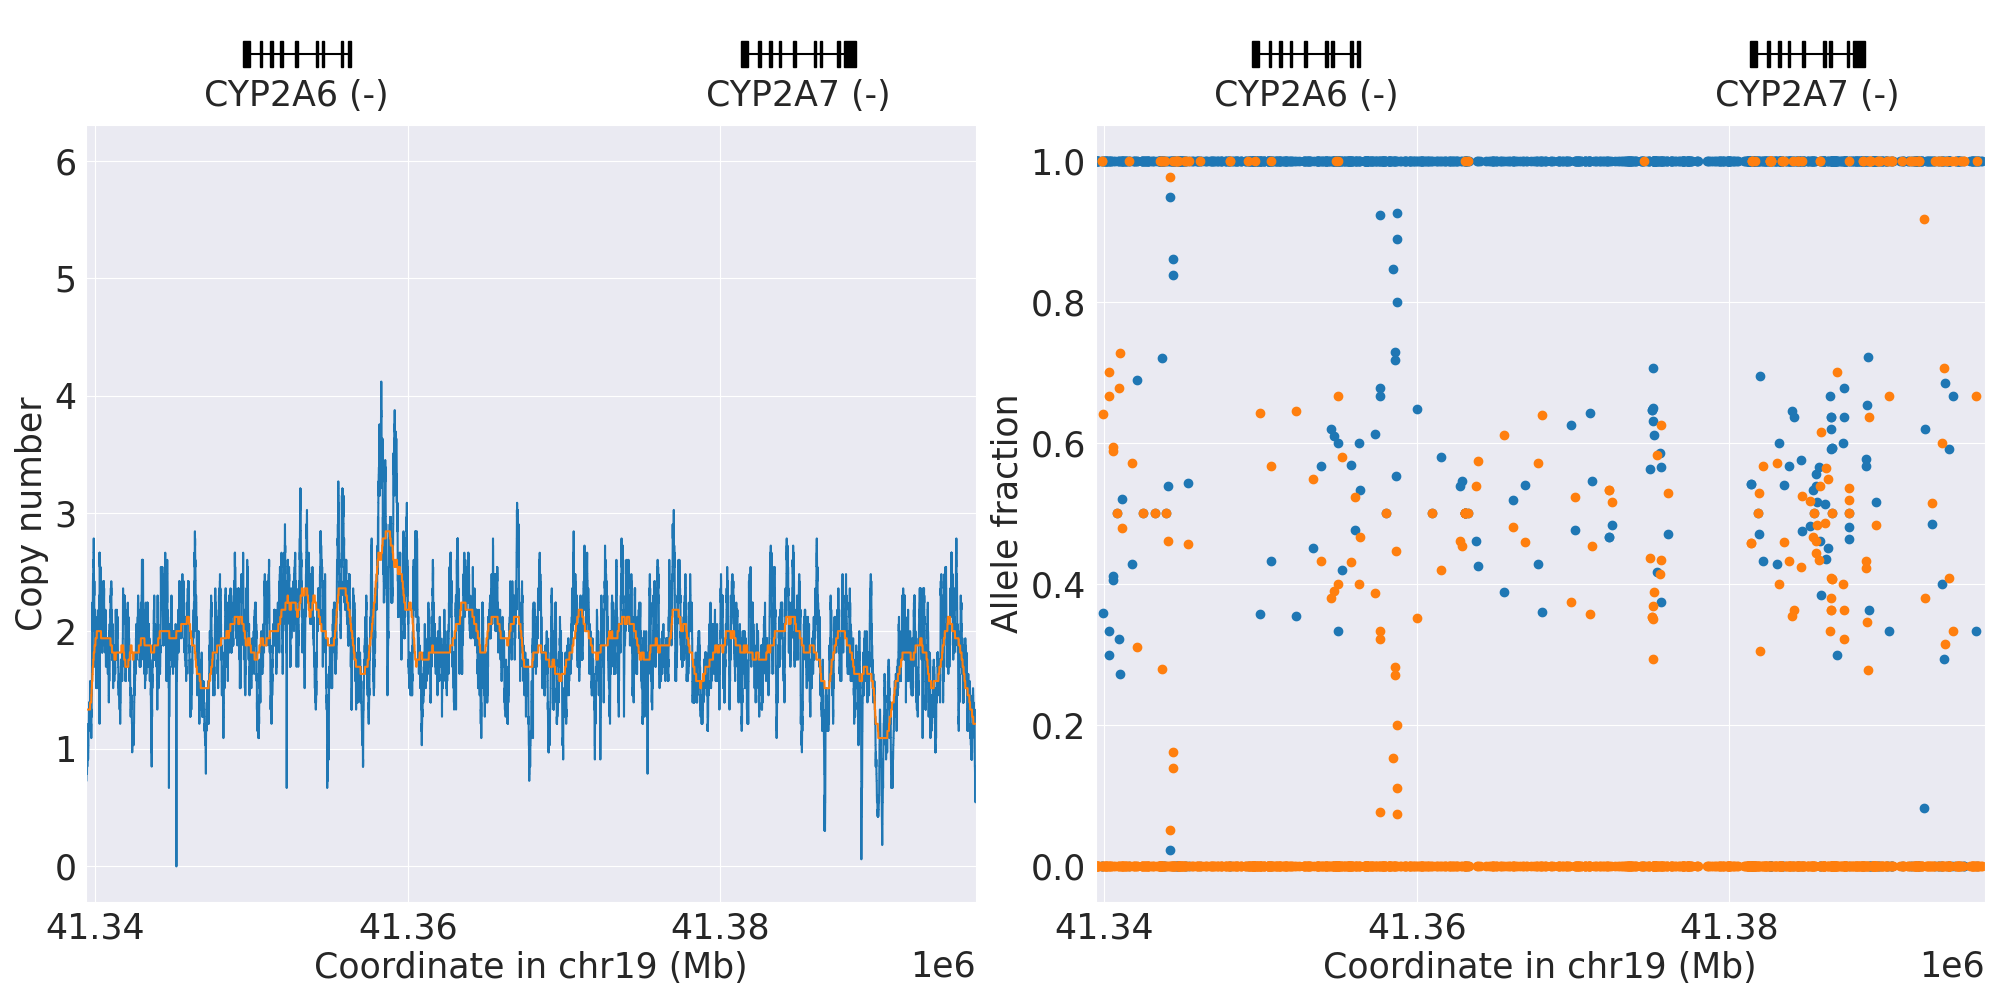 CYP2A6 (-)
CYP2A7 (-)
CYP2A6 (-)
CYP2A7 (-)
6
5
4
3
2
1
0
Copy number
41.34
41.36
41.38
Coordinate in chr19 (Mb)
1e6
1.0
0.8
0.6
0.4
0.2
0.0
Allele fraction
41.34
41.36
41.38
Coordinate in chr19 (Mb)
1e6